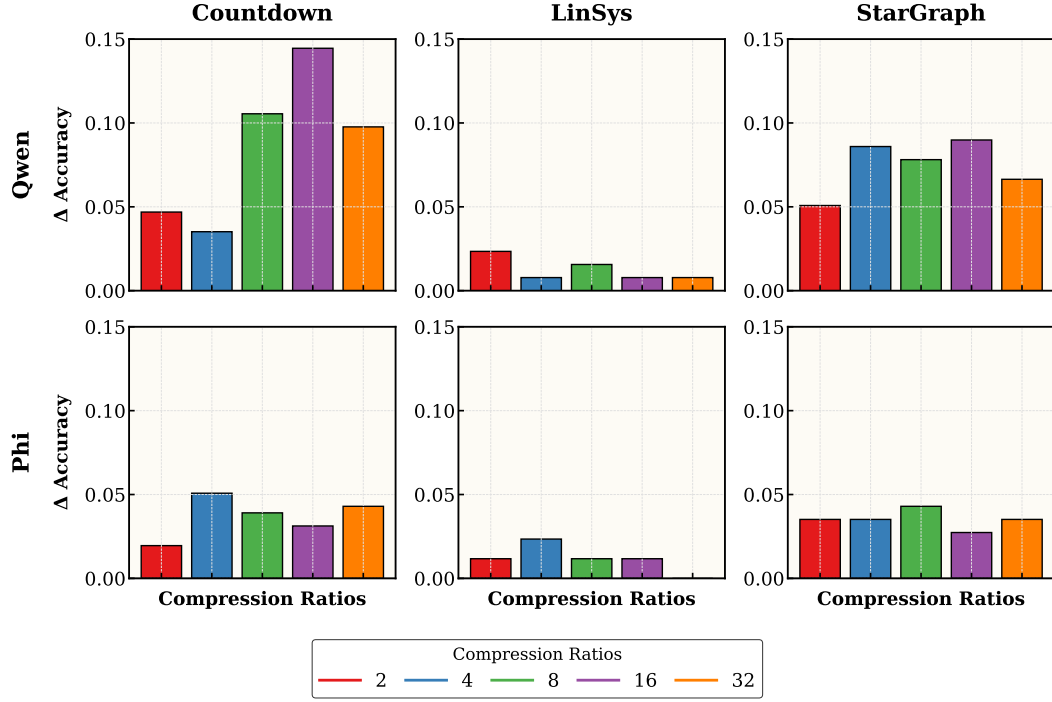 Countdown LinSys StarGraph
Qwen
Δ Accuracy
0.15 0.15 0.15
0.10 0.10 0.10
0.05 0.05 0.05
0.00 0.00 0.00
Phi
Δ Accuracy
0.15 0.15 0.15
0.10 0.10 0.10
0.05 0.05 0.05
0.00 0.00 0.00
Compression Ratios Compression Ratios Compression Ratios
Compression Ratios
2 4 8 16 32